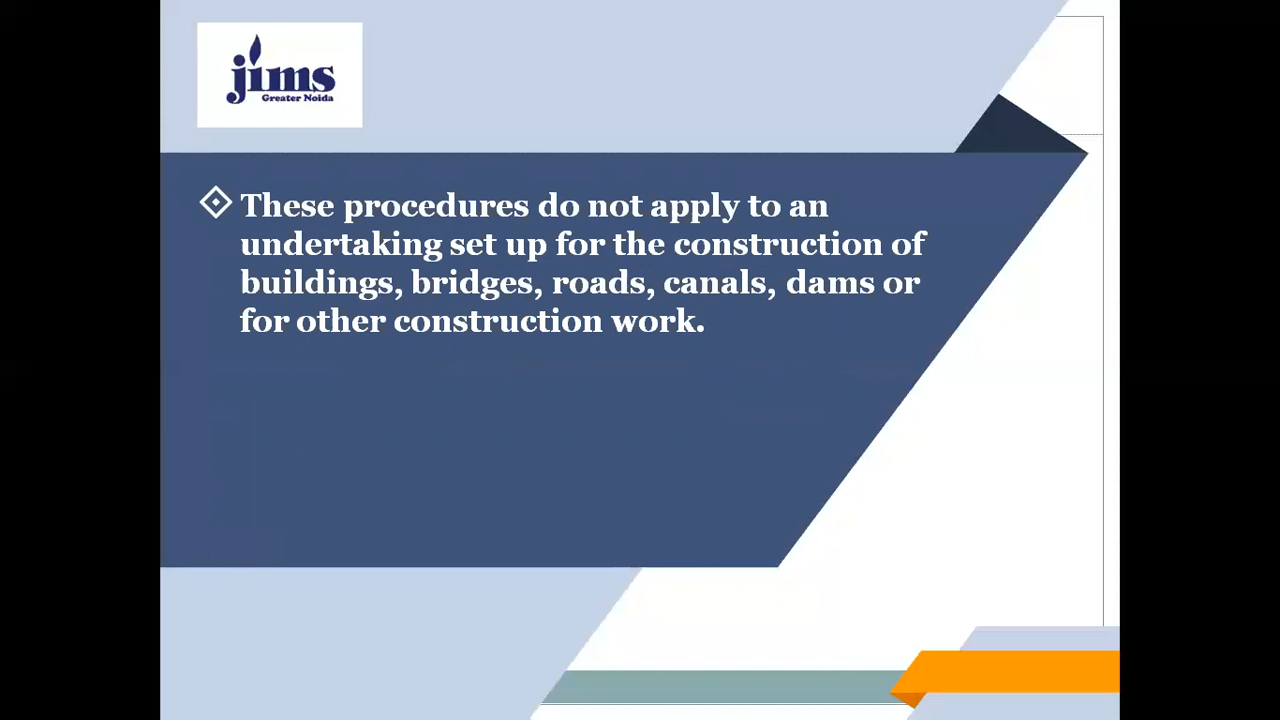 jims
Greater Noida
These procedures do not apply to an
undertaking set up for the construction of
buildings, bridges, roads, canals, dams or
for other construction work.